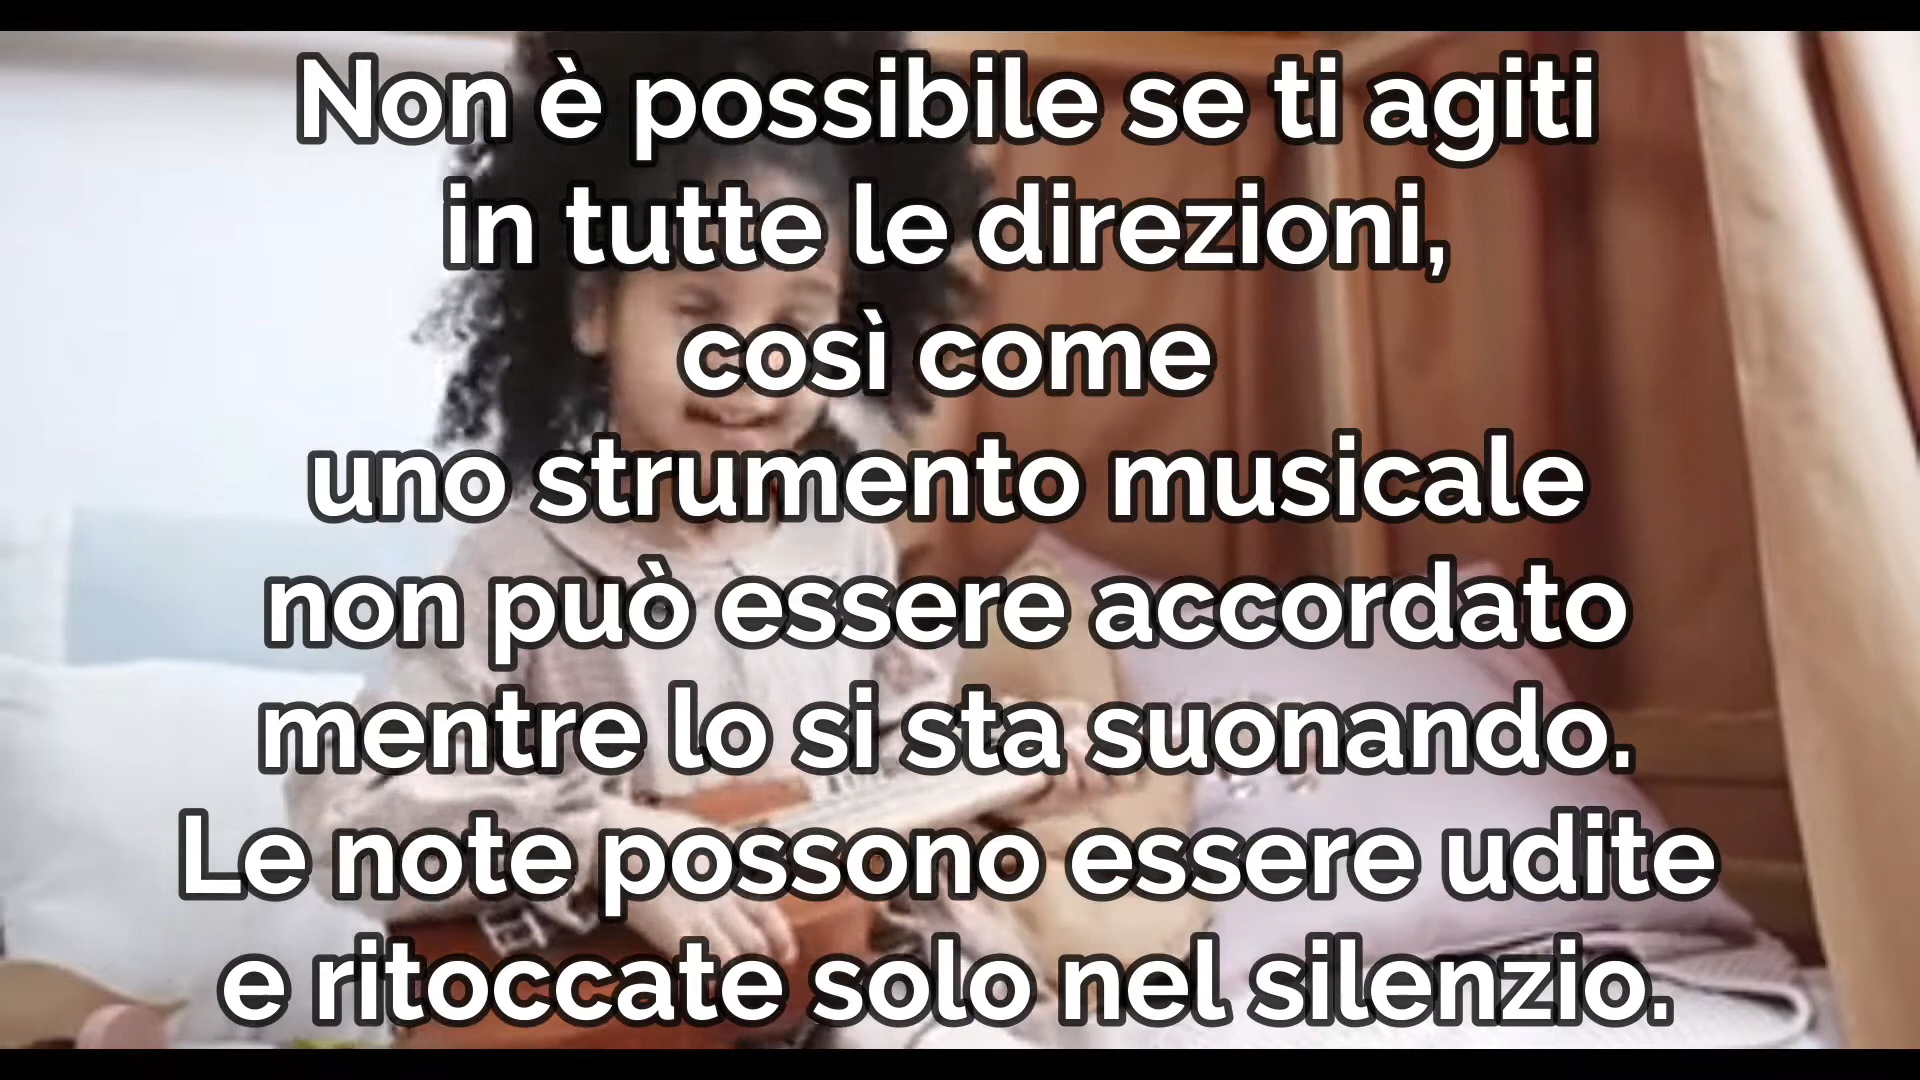 Non è possibile se ti agiti
in tutte le direzioni,
così come
uno strumento musicale
non può essere accordato
mentre lo si sta suonando.
Le note possono essere udite
e ritoccate solo nel silenzio.